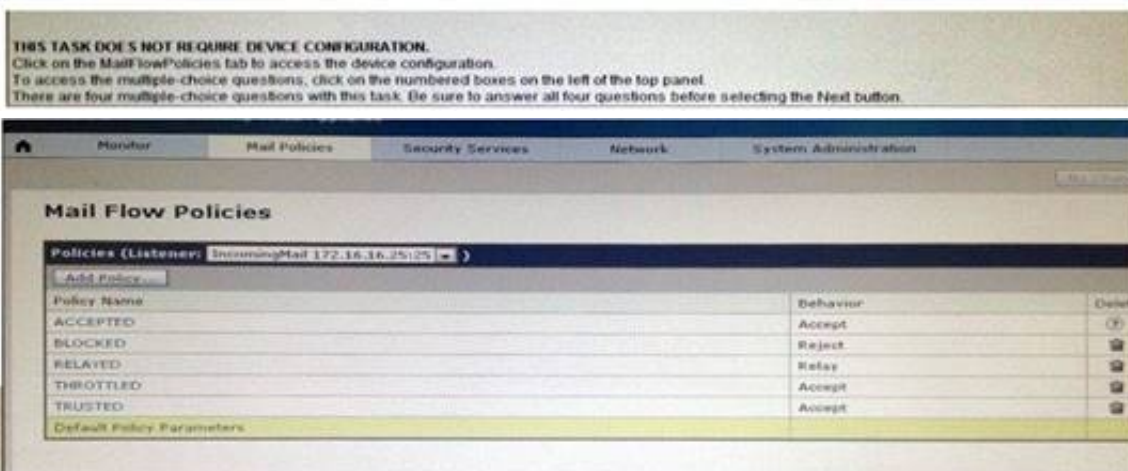 THIS TASK DOES NOT REQUIRE DEVICE CONFIGURATION.
Click on the MailFlowPolicies tab to access the device configuration.
To access the multiple-choice questions, click on the numbered boxes on the left of the top panel.
There are four multiple-choice questions with this task. Be sure to answer all four questions before selecting the Next button.
Monitor Mail Policies Security Services Network System Administration
Mail Flow Policies
Policies (Listener: IncomingMail 172.16.16.25:25 )
Add Policy...
Policy Name Behavior
ACCEPTED Accept
BLOCKED Reject
RELAYED Relay
THROTTLED Accept
TRUSTED Accept
Default Policy Parameters